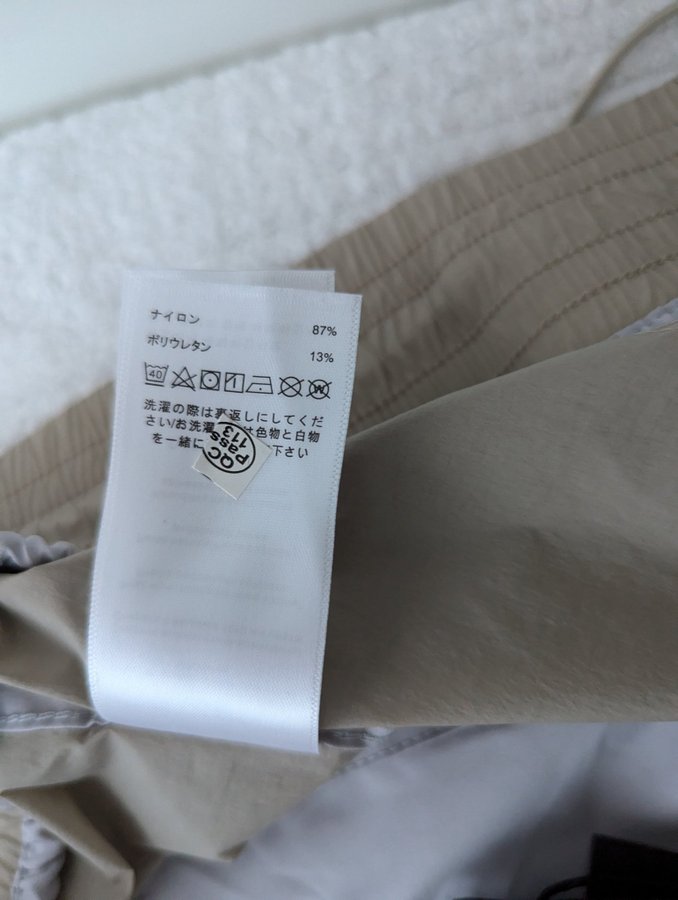 ナイロン 87%
ポリウレタン 13%
40
洗濯の際は裏返しにしてくだ
さい/お洗濯 は色物と白物
を一緒に 下さい
QC
Pass
113